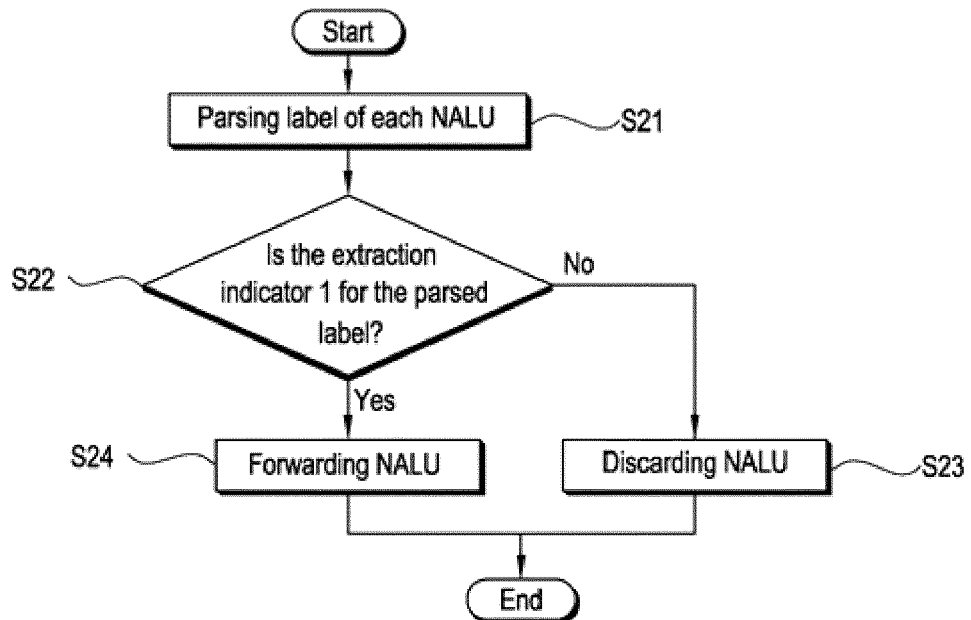 Start
Parsing label of each NALU
S21
Is the extraction
indicator 1 for the parsed
label?
S22
No
Yes
S24
Forwarding NALU
Discarding NALU
S23
End